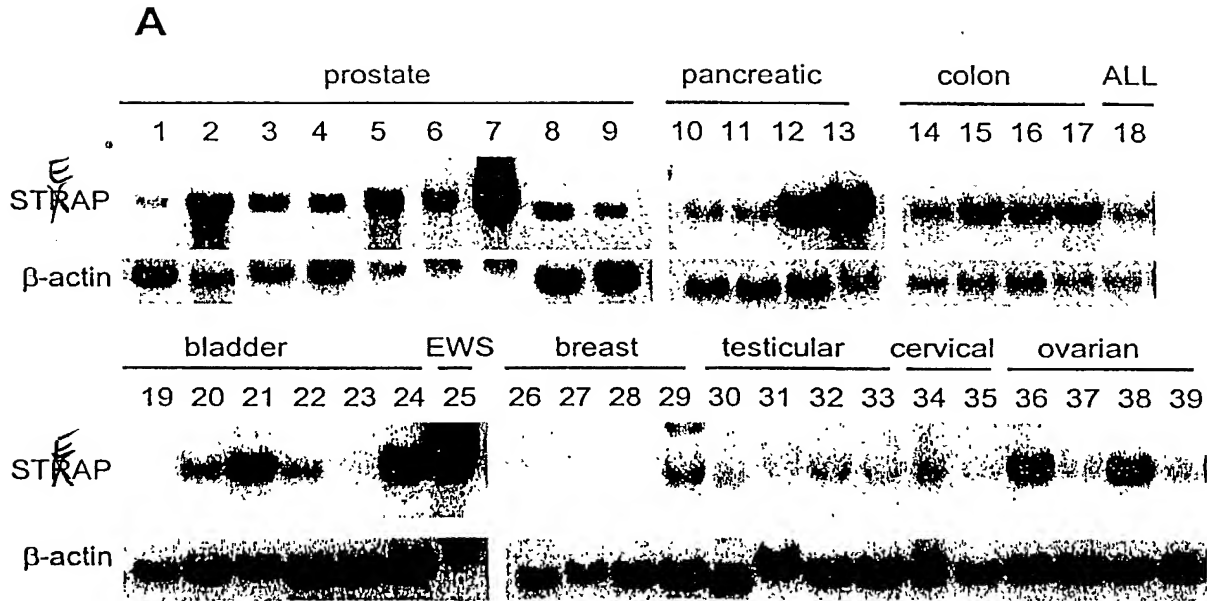 A
prostate pancreatic colon ALL
1 2 3 4 5 6 7 8 9 10 11 12 13 14 15 16 17 18
E
STRAP
β-actin
bladder EWS breast testicular cervical ovarian
19 20 21 22 23 24 25 26 27 28 29 30 31 32 33 34 35 36 37 38 39
E
STRAP
β-actin